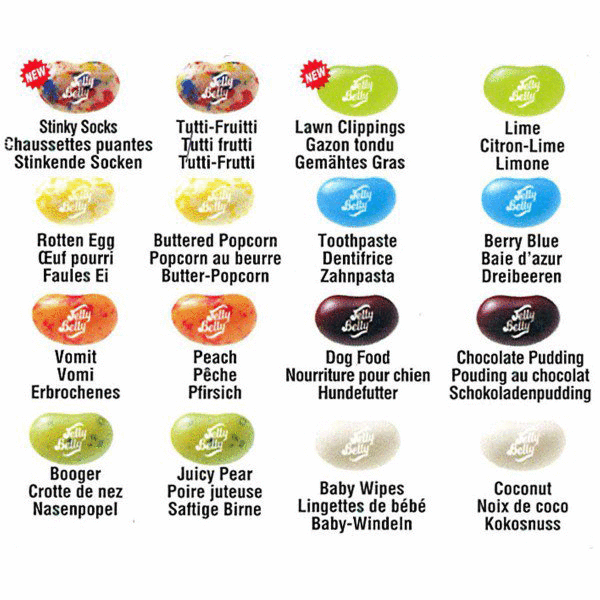 NEW
Jelly
Belly
Stinky Socks
Chaussettes puantes
Stinkende Socken
Jelly
Belly
Tutti-Fruitti
Tutti frutti
Tutti-Frutti
NEW
Jelly
Belly
Lawn Clippings
Gazon tondu
Gemähtes Gras
Jelly
Belly
Lime
Citron-Lime
Limone
Jelly
Belly
Rotten Egg
Œuf pourri
Faules Ei
Jelly
Belly
Buttered Popcorn
Popcorn au beurre
Butter-Popcorn
Jelly
Belly
Toothpaste
Dentifrice
Zahnpasta
Jelly
Belly
Berry Blue
Baie d'azur
Dreibeeren
Jelly
Belly
Vomit
Vomi
Erbrochenes
Jelly
Belly
Peach
Pêche
Pfirsich
Jelly
Belly
Dog Food
Nourriture pour chien
Hundefutter
Jelly
Belly
Chocolate Pudding
Pouding au chocolat
Schokoladenpudding
Jelly
Belly
Booger
Crotte de nez
Nasenpopel
Jelly
Belly
Juicy Pear
Poire juteuse
Saftige Birne
Jelly
Belly
Baby Wipes
Lingettes de bébé
Baby-Windeln
Jelly
Belly
Coconut
Noix de coco
Kokosnuss